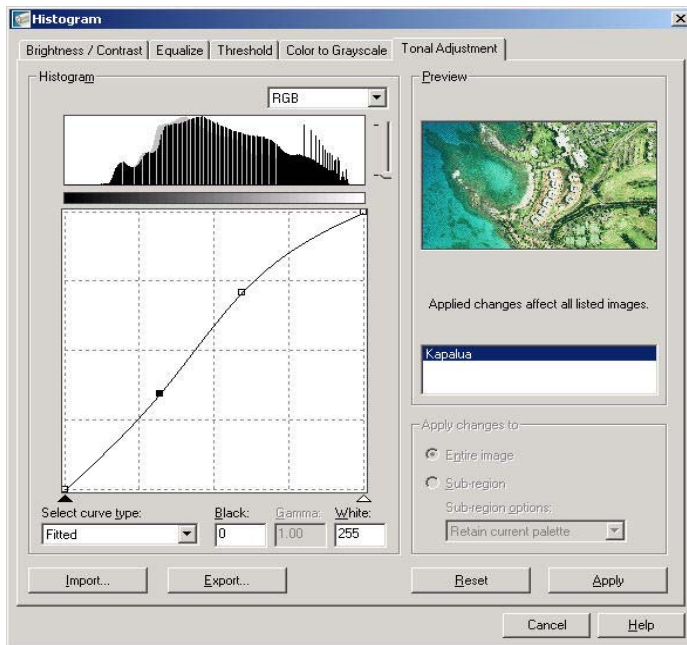 Histogram
Brightness / Contrast Equalize Threshold Color to Grayscale Tonal Adjustment
Histogram
RGB
Select curve type:
Fitted
Black:
0
Gamma:
1.00
White:
255
Import...
Export...
Preview
Applied changes affect all listed images.
Kapalua
Apply changes to
Entire image
Sub-region
Sub-region options:
Retain current palette
Reset
Apply
Cancel
Help